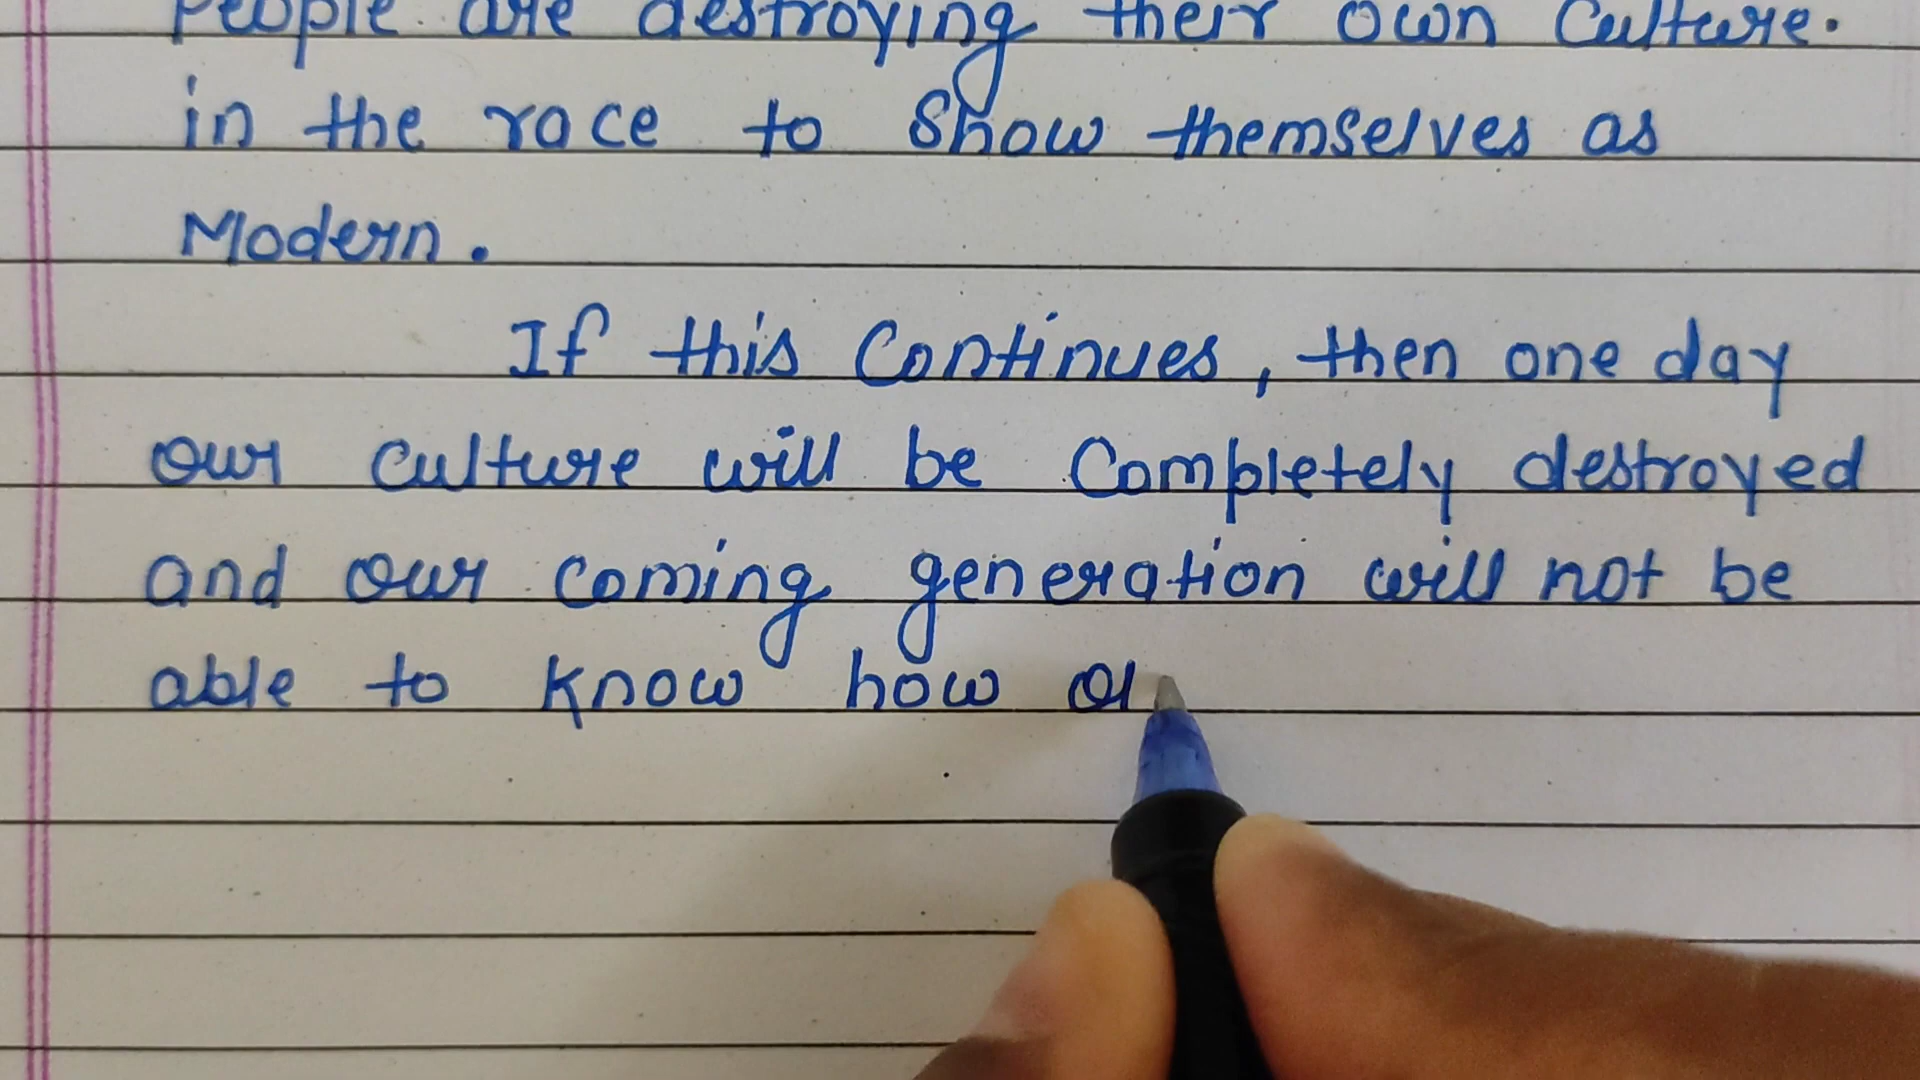 People are destroying their own Culture.
in the race to Show themselves as
Modern.
If this Continues, then one day
our culture will be Completely destroyed
and our coming generation will not be
able to know how